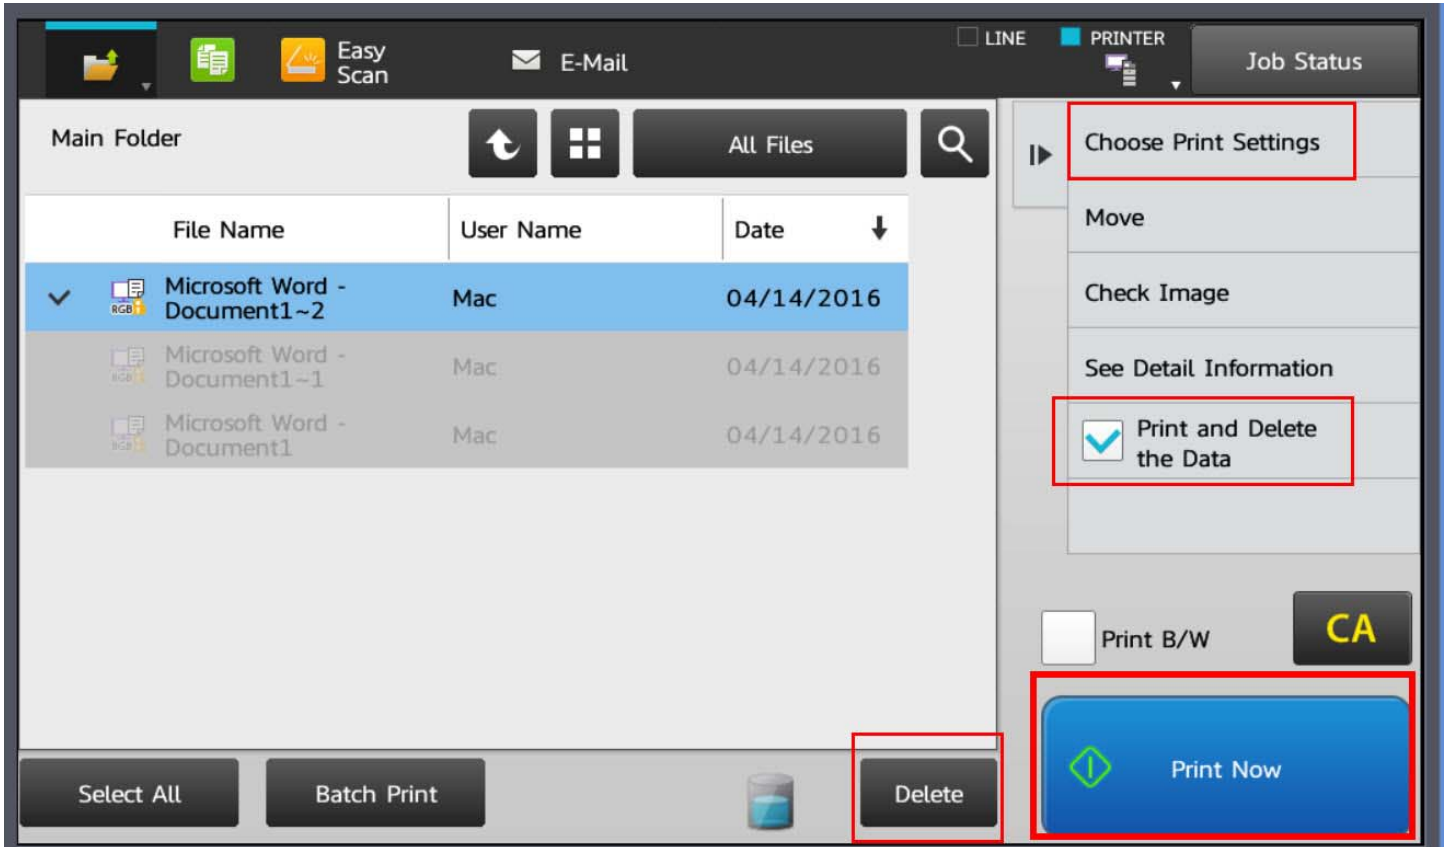 Easy
Scan
E-Mail
LINE
PRINTER
Job Status
Main Folder
All Files
File Name
User Name
Date
RGB
Microsoft Word -
Document1~2
Mac
04/14/2016
RGB
Microsoft Word -
Document1~1
Mac
04/14/2016
RGB
Microsoft Word -
Document1
Mac
04/14/2016
Choose Print Settings
Move
Check Image
See Detail Information
Print and Delete
the Data
Print B/W
CA
Print Now
Select All
Batch Print
Delete